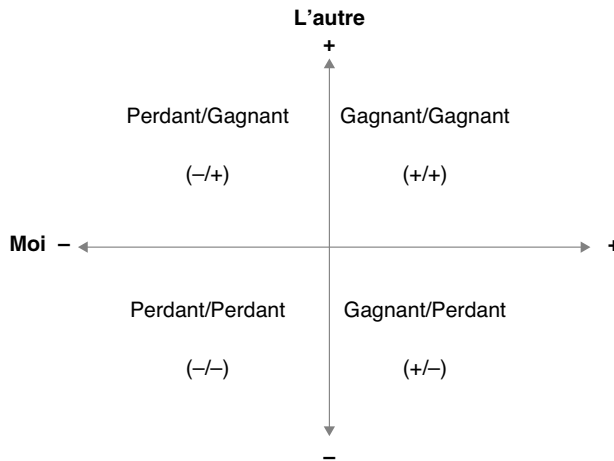 L'autre
+
Perdant/Gagnant Gagnant/Gagnant
(–/+) (+/+)
Moi – +
Perdant/Perdant Gagnant/Perdant
(–/–) (+/–)
–